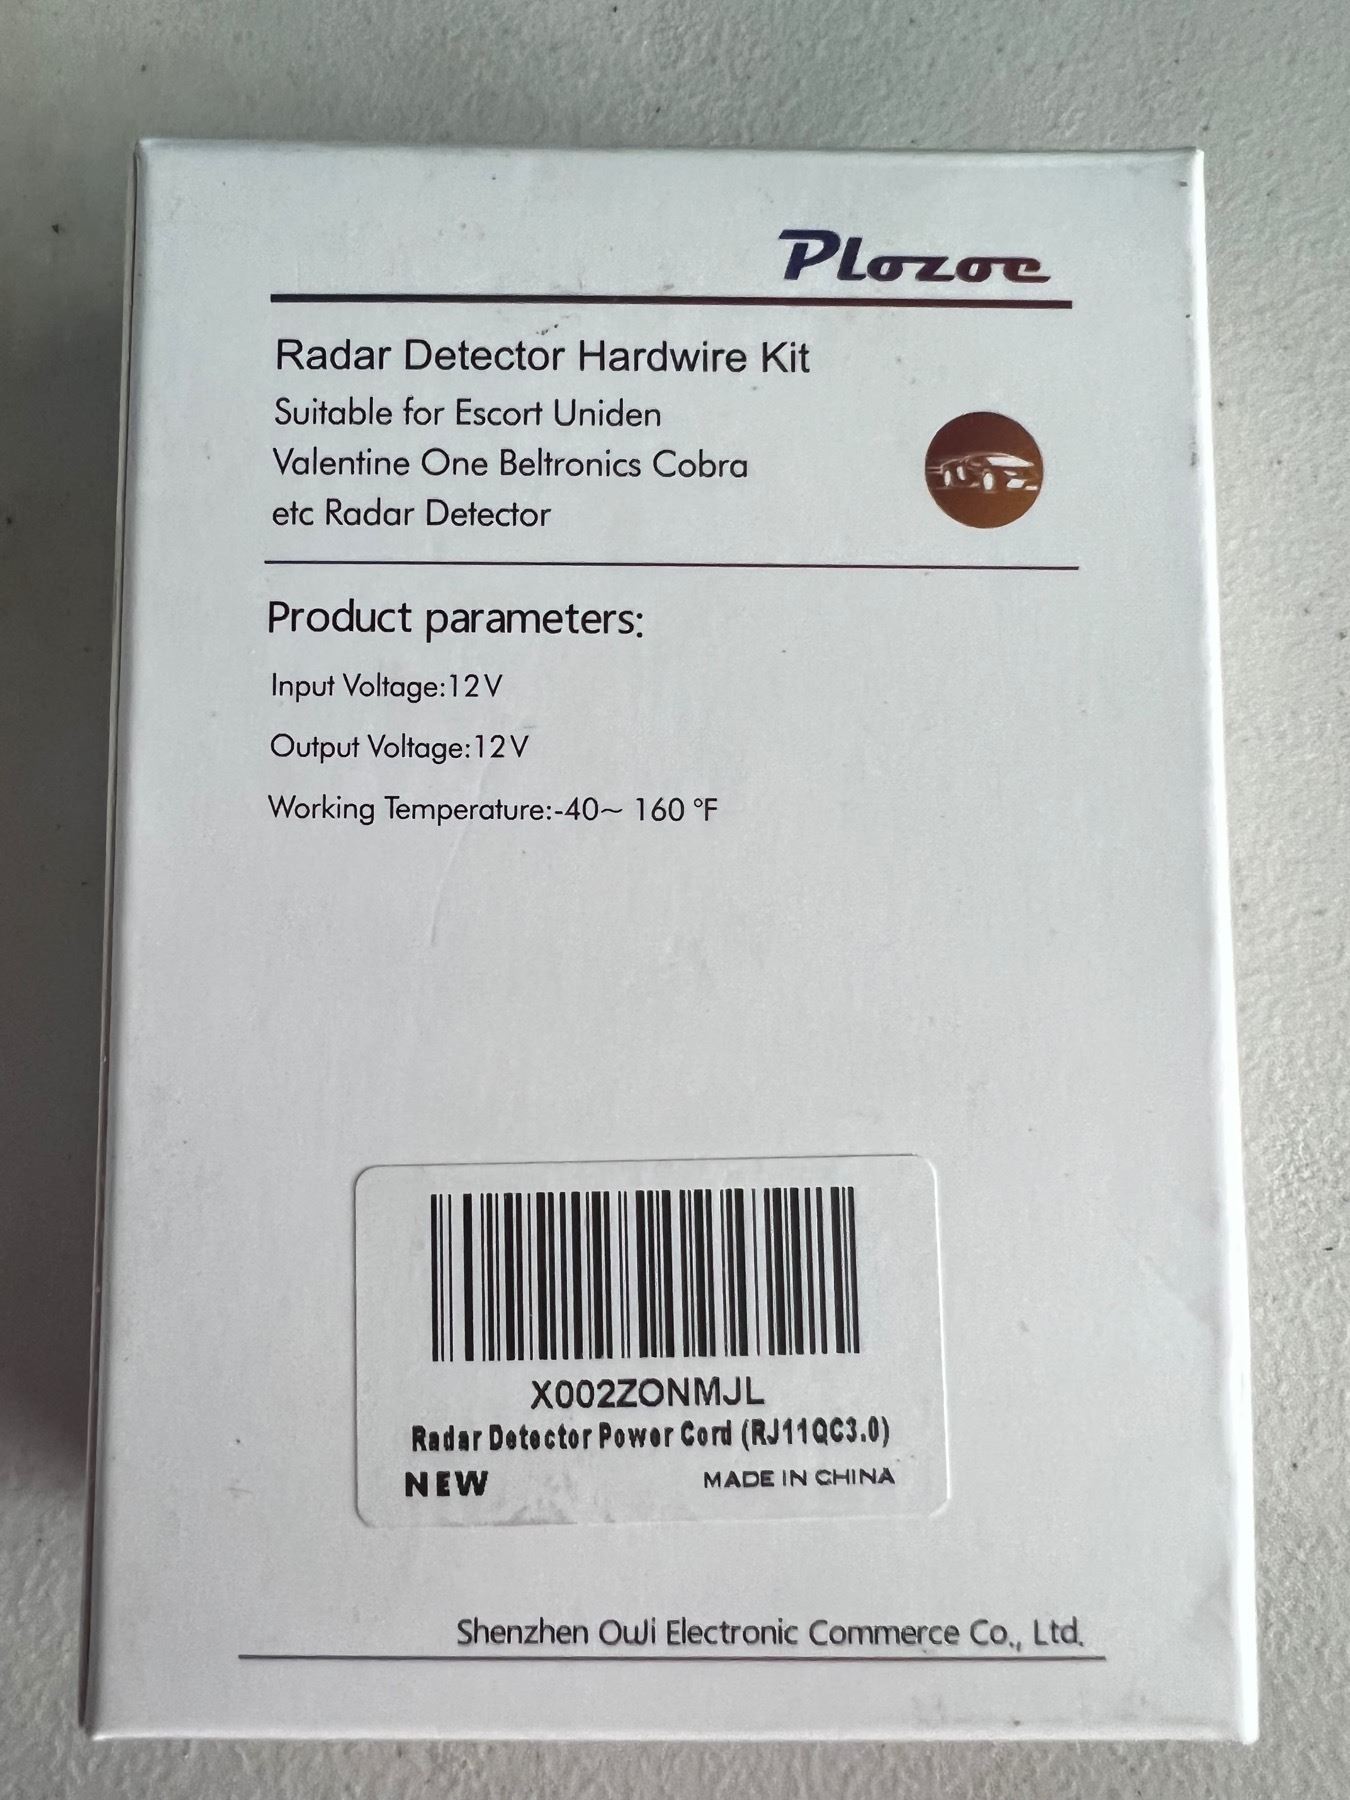 Plozoe
Radar Detector Hardwire Kit
Suitable for Escort Uniden
Valentine One Beltronics Cobra
etc Radar Detector
Product parameters:
Input Voltage:12V
Output Voltage:12V
Working Temperature:-40~ 160 °F
X002ZONMJL
Radar Detector Power Cord (RJ11QC3.0)
NEW MADE IN CHINA
Shenzhen OuJi Electronic Commerce Co., Ltd.